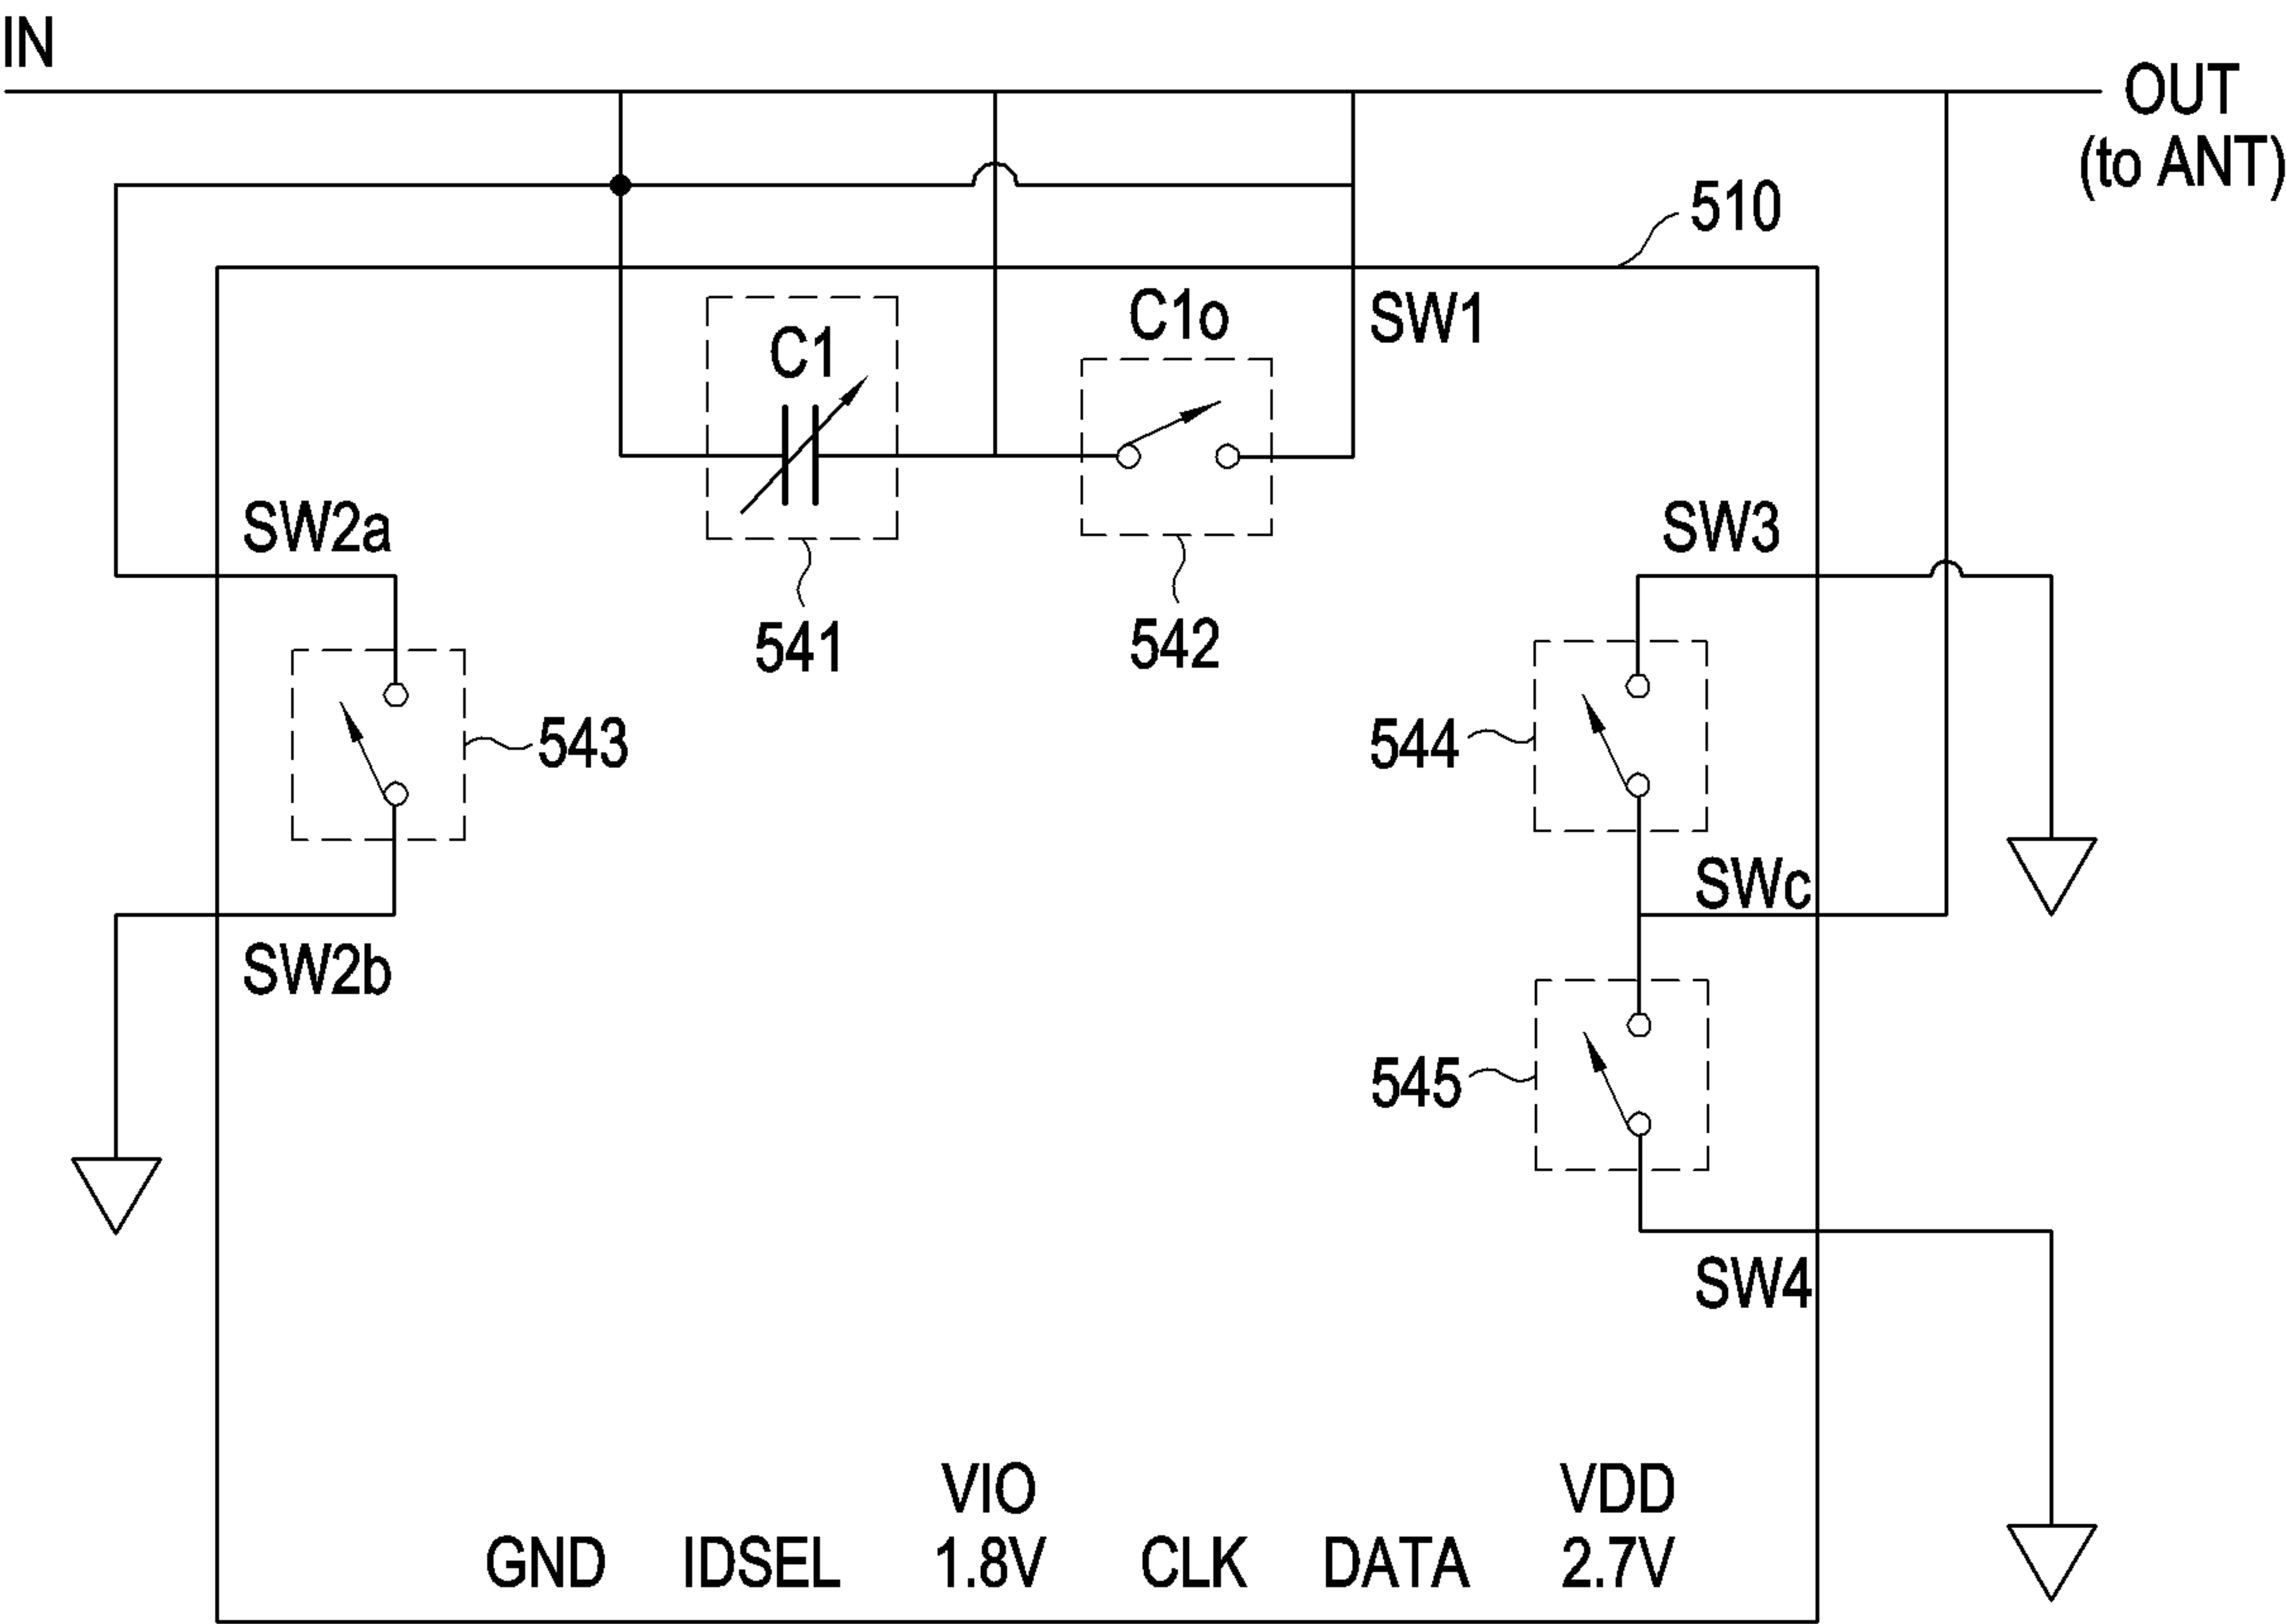 IN
OUT
(to ANT)
510
C1
C1o
SW1
SW2a
SW3
541
542
543
544
SWc
SW2b
545
SW4
VIO
VDD
GND IDSEL 1.8V CLK DATA 2.7V